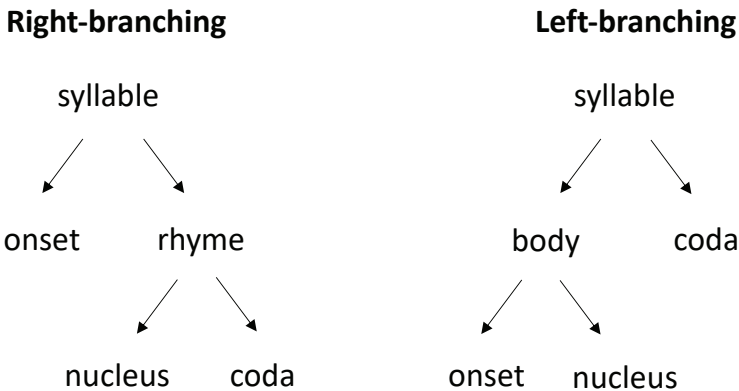 Right-branching
syllable
onset rhyme
nucleus coda
Left-branching
syllable
body coda
onset nucleus